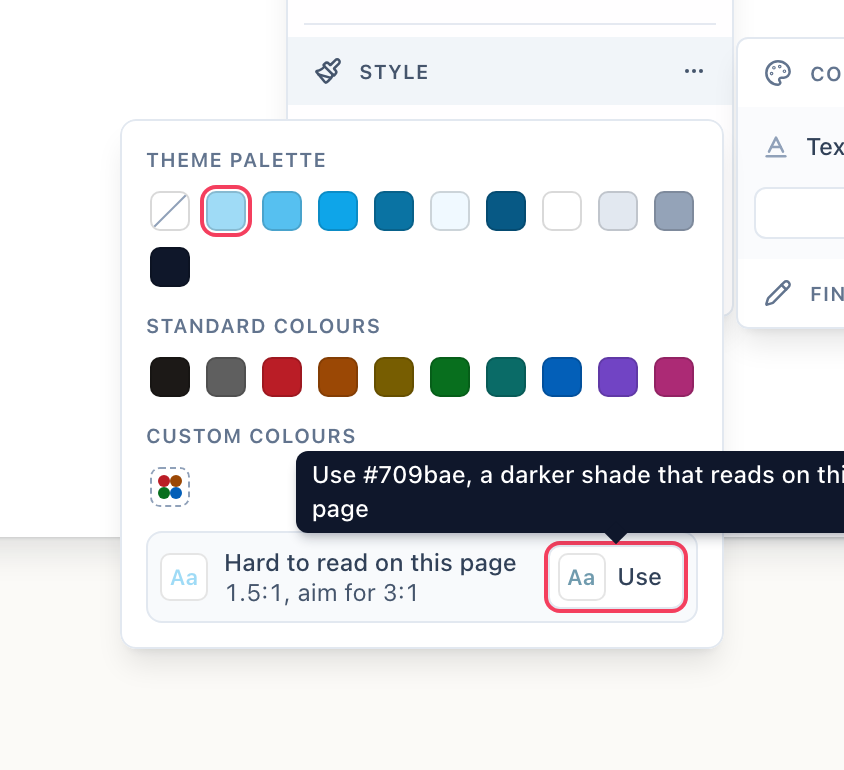 STYLE
CO
THEME PALETTE
Tex
STANDARD COLOURS
FIN
CUSTOM COLOURS
Use #709bae, a darker shade that reads on thi
page
Aa
Hard to read on this page
1.5:1, aim for 3:1
Aa
Use